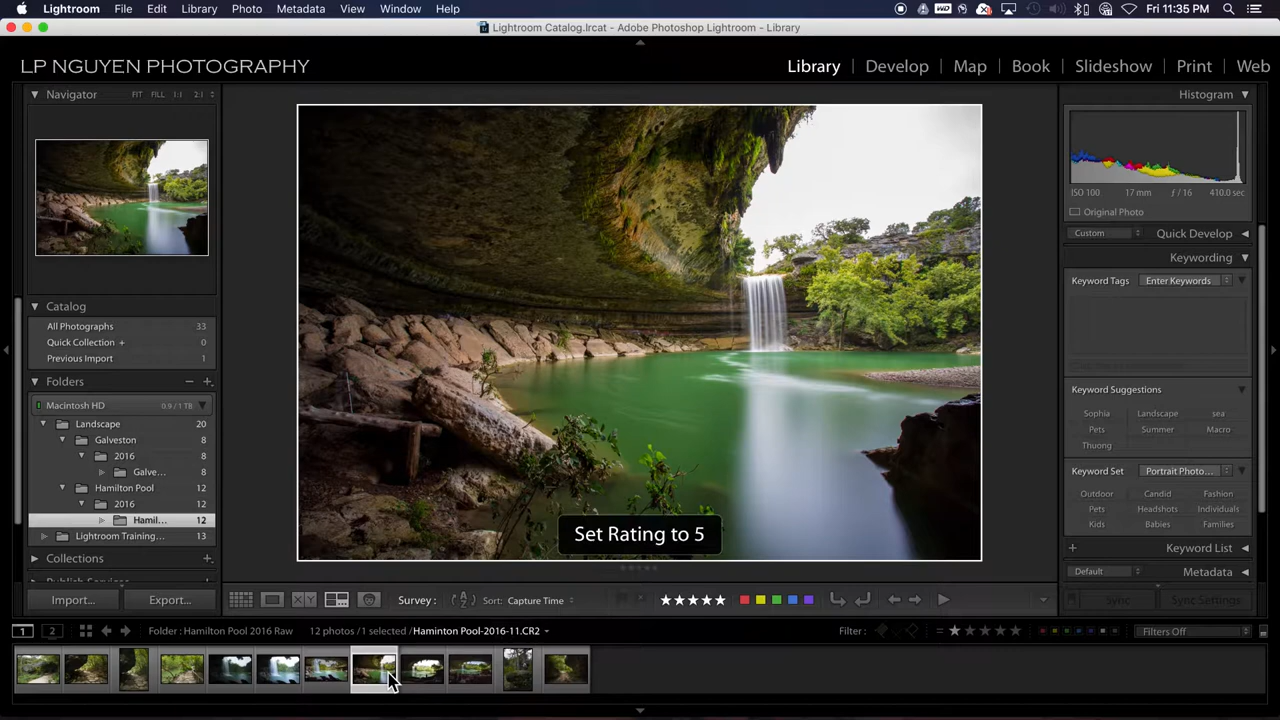 Lightroom File Edit Library Photo Metadata View Window Help Fri 11:35 PM
Lightroom Catalog.lrcat - Adobe Photoshop Lightroom - Library
LP NGUYEN PHOTOGRAPHY Library | Develop | Map | Book | Slideshow | Print | Web
Navigator FIT FILL 1:1 2:1
Histogram
ISO 100 17 mm ƒ / 16 410.0 sec
Original Photo
Custom Quick Develop
Keywording
Keyword Tags Enter Keywords
Catalog
All Photographs 33
Quick Collection + 0
Previous Import 1
Folders
Macintosh HD 0.9 / 1 TB
Landscape 20
Galveston 8
2016 8
Galve... 8
Hamilton Pool 12
2016 12
Hamil... 12
Lightroom Training... 13
Collections
Publish Services
Keyword Suggestions
Sophia Landscape sea
Pets Summer Macro
Thuong
Keyword Set Portrait Photo...
Outdoor Candid Fashion
Pets Headshots Individuals
Kids Babies Families
Keyword List
Default Metadata
Set Rating to 5
Import... Export... Survey : Sort: Capture Time Sync Sync Settings
1 2 Folder : Hamilton Pool 2016 Raw 12 photos / 1 selected / Haminton Pool-2016-11.CR2 Filter : Filters Off